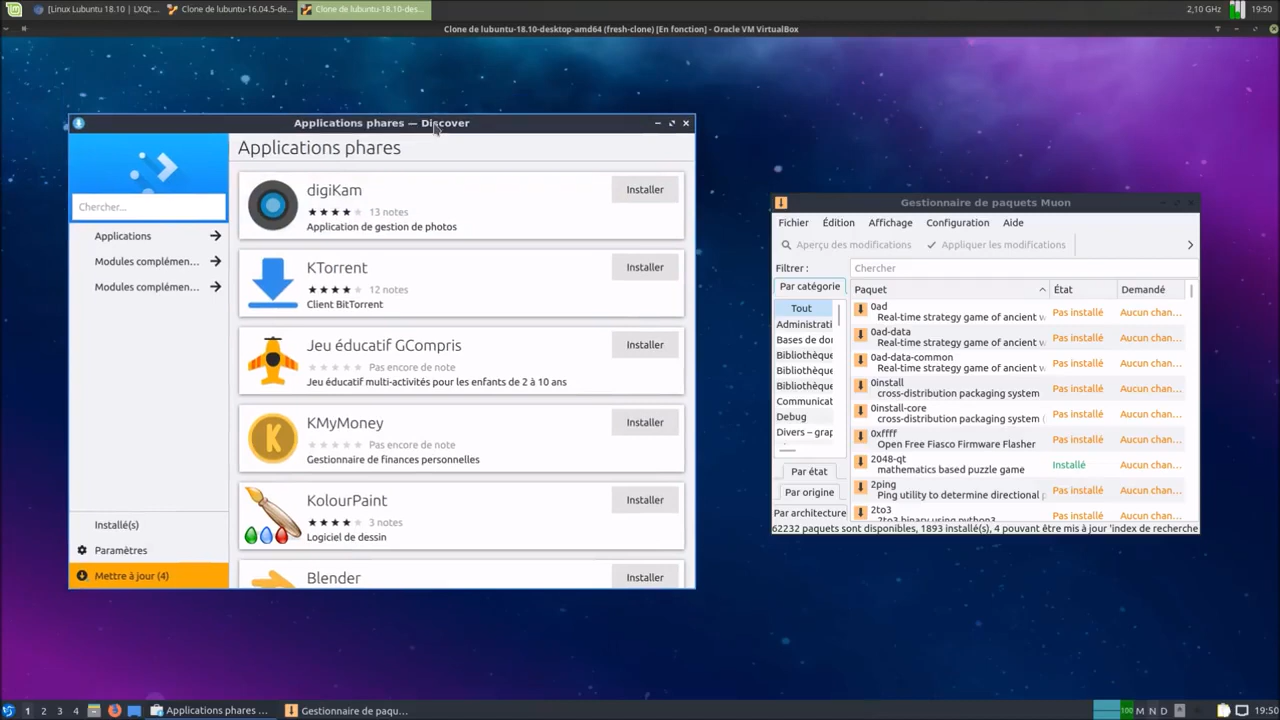 [Linux Lubuntu 18.10 | LXQt ...
Clone de lubuntu-16.04.5-de...
Clone de lubuntu-18.10-des...
2,10 GHz
19:50
Clone de lubuntu-18.10-desktop-amd64 (fresh-clone) [En fonction] - Oracle VM VirtualBox
Applications phares — Discover
Chercher...
Applications
Modules complémen...
Modules complémen...
Installé(s)
Paramètres
Mettre à jour (4)
Applications phares
digiKam
13 notes
Application de gestion de photos
Installer
KTorrent
12 notes
Client BitTorrent
Installer
Jeu éducatif GCompris
Pas encore de note
Jeu éducatif multi-activités pour les enfants de 2 à 10 ans
Installer
KMyMoney
Pas encore de note
Gestionnaire de finances personnelles
Installer
KolourPaint
3 notes
Logiciel de dessin
Installer
Blender
Installer
Gestionnaire de paquets Muon
Fichier Édition Affichage Configuration Aide
Aperçu des modifications Appliquer les modifications
Filtrer :
Chercher
Par catégorie
Tout
Administrati
Bases de dor
Bibliothèque
Bibliothèque
Bibliothèque
Communicat
Debug
Divers – grap
Par état
Par origine
Par architecture
Paquet État Demandé
0ad
Real-time strategy game of ancient w
Pas installé Aucun chan...
0ad-data
Real-time strategy game of ancient w
Pas installé Aucun chan...
0ad-data-common
Real-time strategy game of ancient w
Pas installé Aucun chan...
0install
cross-distribution packaging system
Pas installé Aucun chan...
0install-core
cross-distribution packaging system (
Pas installé Aucun chan...
0xffff
Open Free Fiasco Firmware Flasher
Pas installé Aucun chan...
2048-qt
mathematics based puzzle game
Installé Aucun chan...
2ping
Ping utility to determine directional p
Pas installé Aucun chan...
2to3
2to3 binary using python3
Pas installé Aucun chan...
62232 paquets sont disponibles, 1893 installé(s), 4 pouvant être mis à jour 'index de recherche
1 2 3 4
Applications phares ...
Gestionnaire de paqu...
100 M N D
19:50